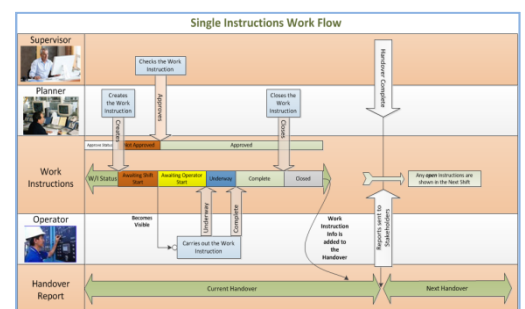 Single Instructions Work Flow
Supervisor
Checks the Work
Instruction
Handover Complete
Planner
Creates
the Work
Instruction
Closes the
Work
Instruction
Creates
Approves
Closes
Approve Status
Not Approved
Approved
Work
Instructions
W/I Status
Awaiting Shift
Start
Awaiting Operator
Start
Underway
Complete
Closed
Any open Instructions are
shown in the Next Shift
Operator
Becomes
Visible
Underway
Complete
Carries out the Work
Instruction
Work
Instruction
Info is
added to
the
Handover
Reports sent to
Stakeholders
Handover
Report
Current Handover
Next Handover